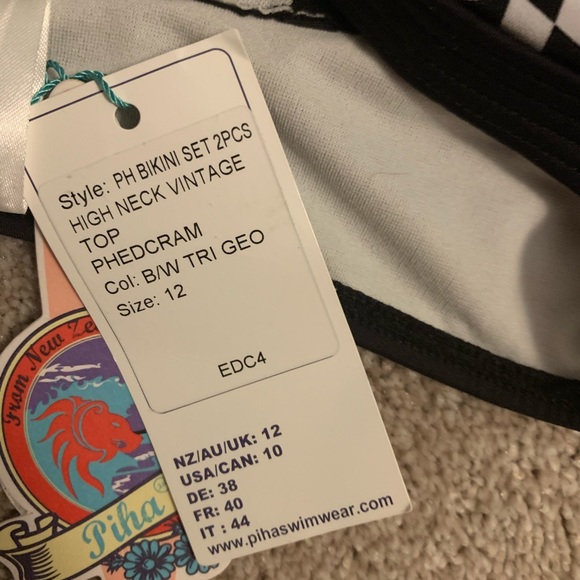 Style: PH BIKINI SET 2PCS
HIGH NECK VINTAGE
TOP
PHEDCRAM
Col: B/W TRI GEO
Size: 12
EDC4
NZ/AU/UK: 12
USA/CAN: 10
DE: 38
FR: 40
IT : 44
www.pihaswimwear.com
From New Ze
Piha